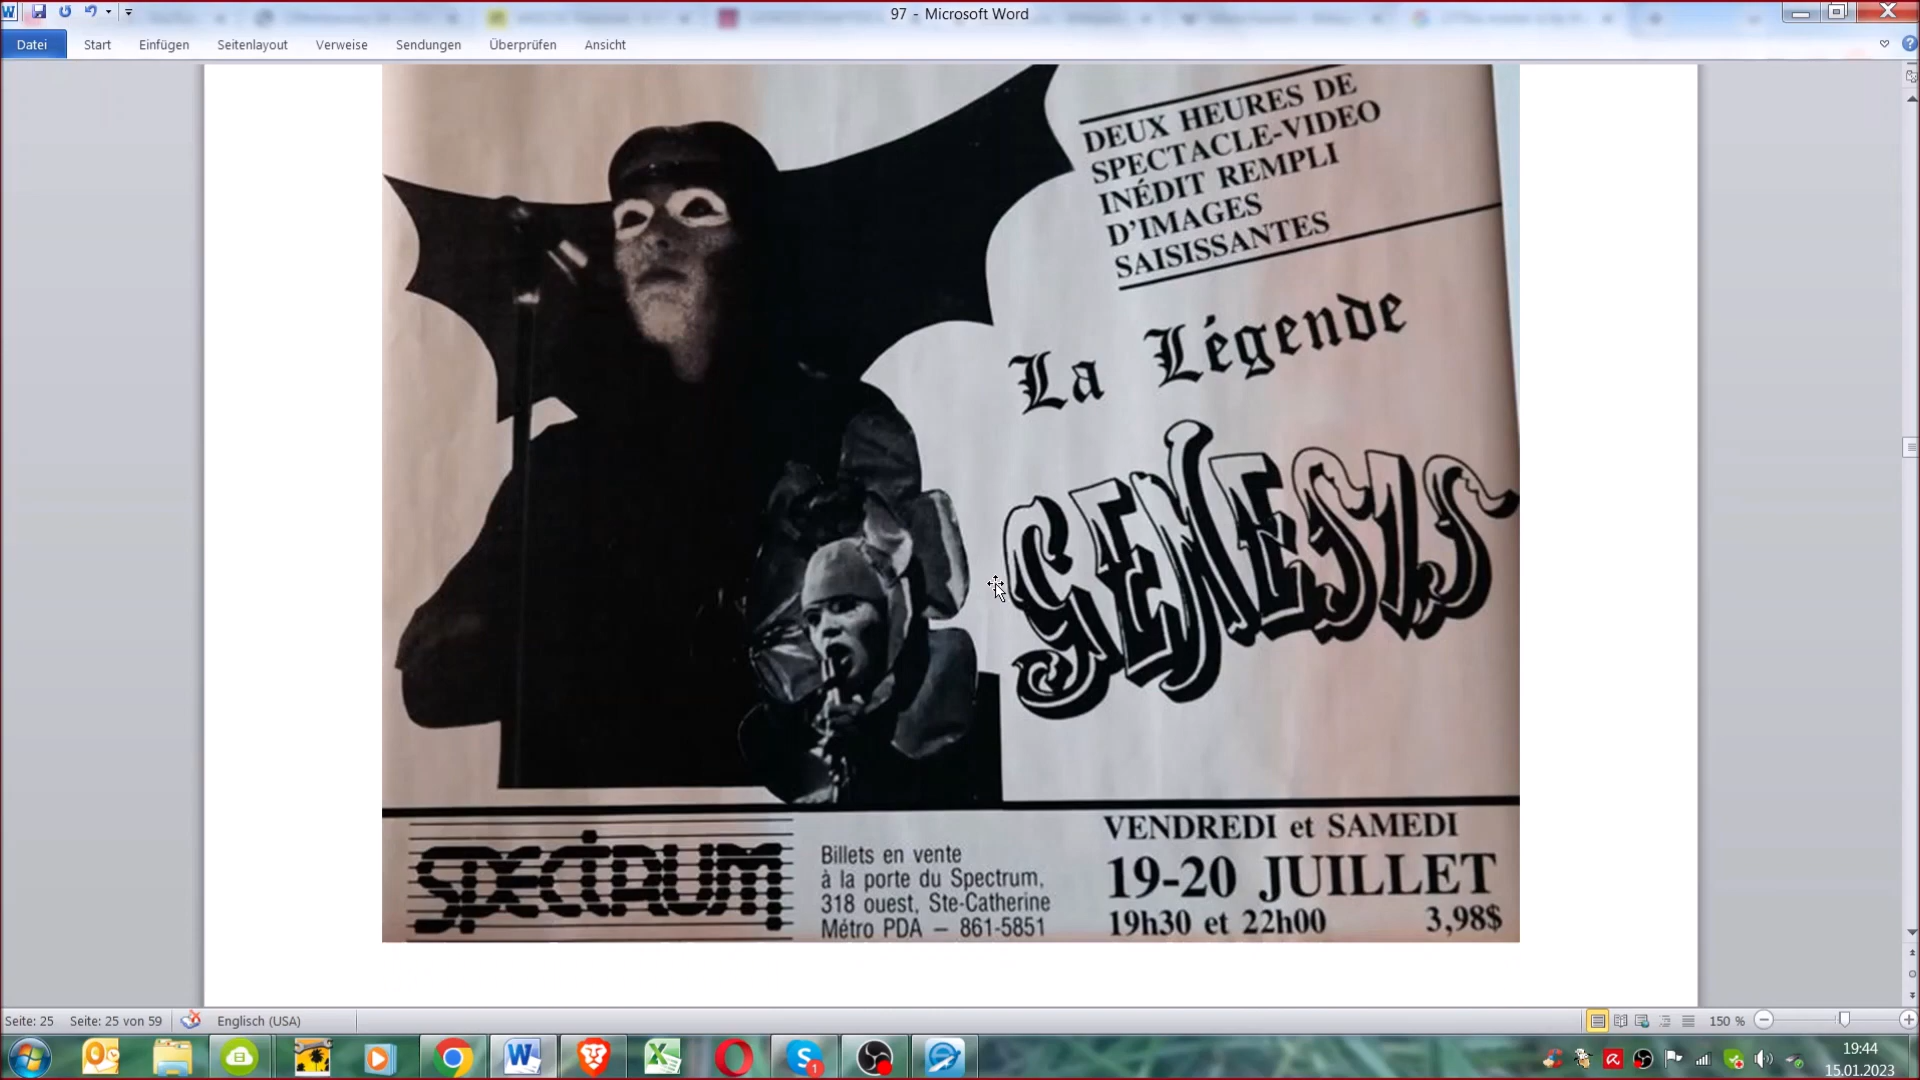 97 - Microsoft Word
Datei Start Einfügen Seitenlayout Verweise Sendungen Überprüfen Ansicht
DEUX HEURES DE
SPECTACLE-VIDEO
INÉDIT REMPLI
D'IMAGES
SAISISSANTES
La Légende
GENESIS
SPECTRUM
Billets en vente
à la porte du Spectrum,
318 ouest, Ste-Catherine
Métro PDA – 861-5851
VENDREDI et SAMEDI
19-20 JUILLET
19h30 et 22h00 3,98$
Seite: 25 Seite: 25 von 59 Englisch (USA) 150 %
19:44
15.01.2023